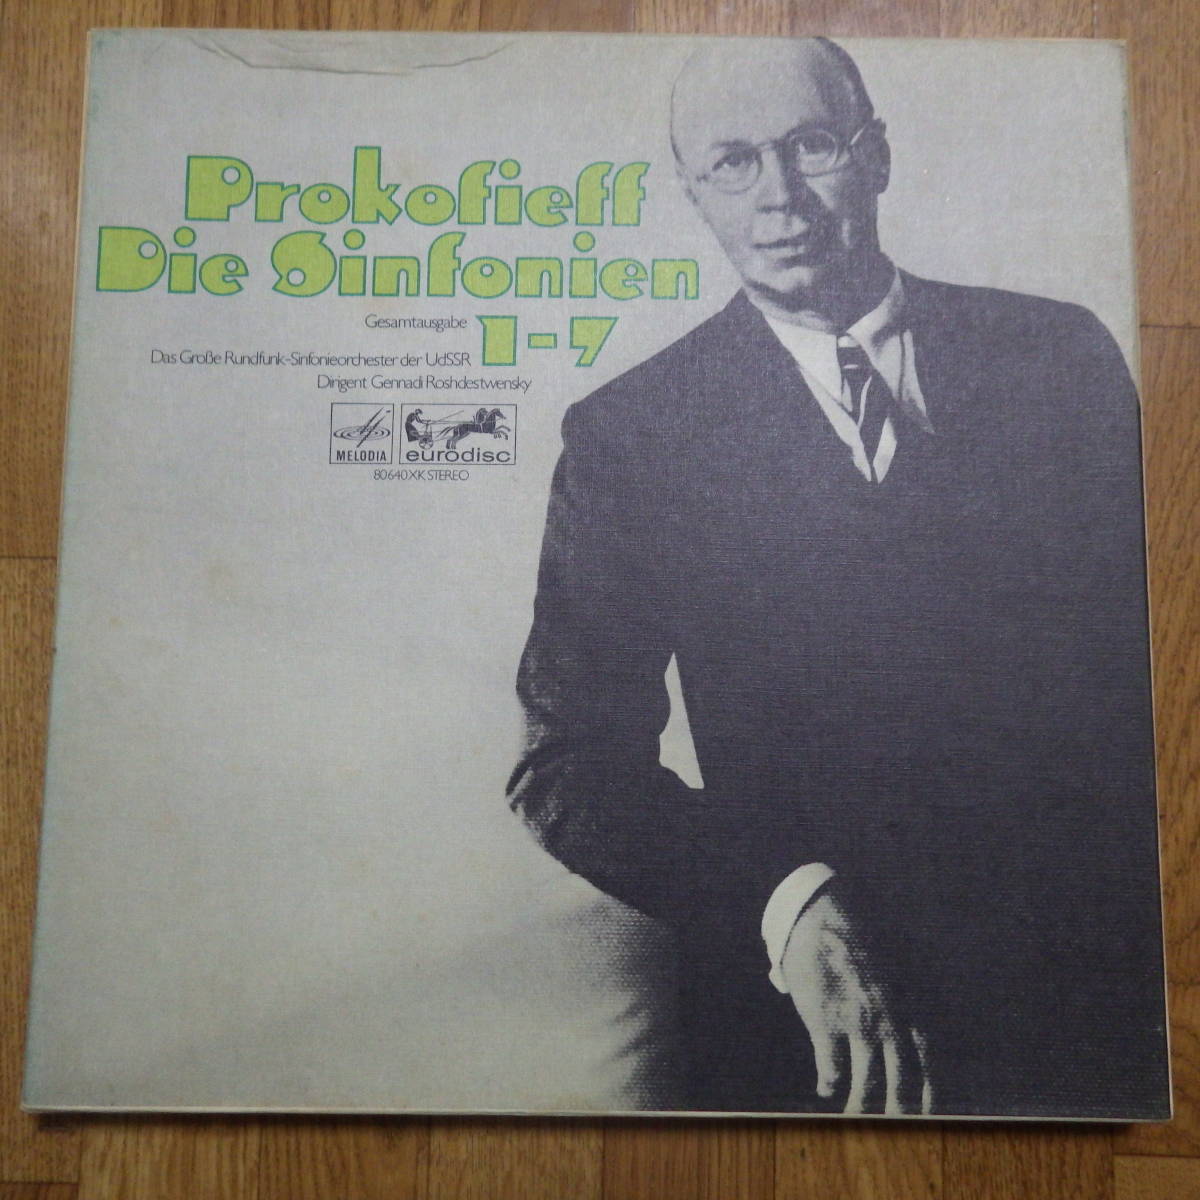 Prokofieff
Die Sinfonien
Gesamtausgabe 1-7
Das Große Rundfunk-Sinfonieorchester der UdSSR
Dirigent Gennadi Roshdestwensky
MELODIA eurodisc
80640 XK STEREO